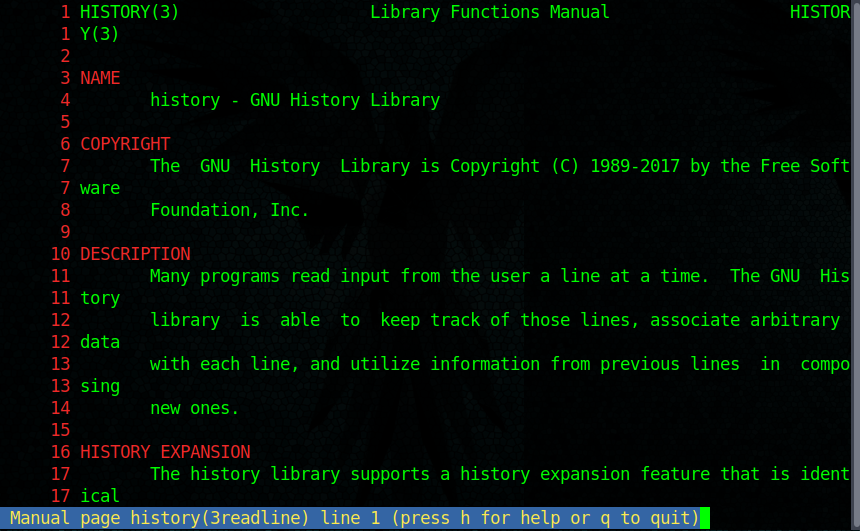 1 HISTORY(3)                   Library Functions Manual                  HISTOR
1 Y(3)
2
3 NAME
4        history - GNU History Library
5
6 COPYRIGHT
7        The  GNU  History  Library is Copyright (C) 1989-2017 by the Free Soft
7 ware
8        Foundation, Inc.
9
10 DESCRIPTION
11        Many programs read input from the user a line at a time.  The GNU  His
11 tory
12        library  is  able  to  keep track of those lines, associate arbitrary
12 data
13        with each line, and utilize information from previous lines  in  compo
13 sing
14        new ones.
15
16 HISTORY EXPANSION
17        The history library supports a history expansion feature that is ident
17 ical
Manual page history(3readline) line 1 (press h for help or q to quit)